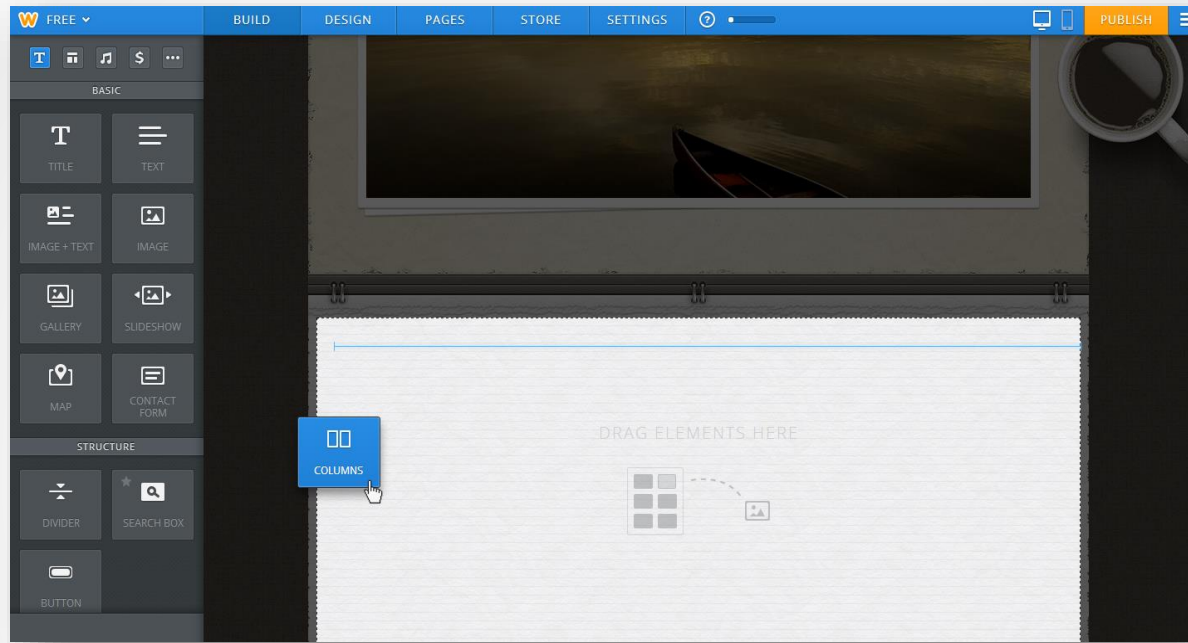 FREE
BUILD
DESIGN
PAGES
STORE
SETTINGS
?
PUBLISH
T
$
BASIC
T
TITLE
TEXT
IMAGE + TEXT
IMAGE
GALLERY
SLIDESHOW
MAP
CONTACT
FORM
STRUCTURE
DIVIDER
SEARCH BOX
BUTTON
COLUMNS
DRAG ELEMENTS HERE